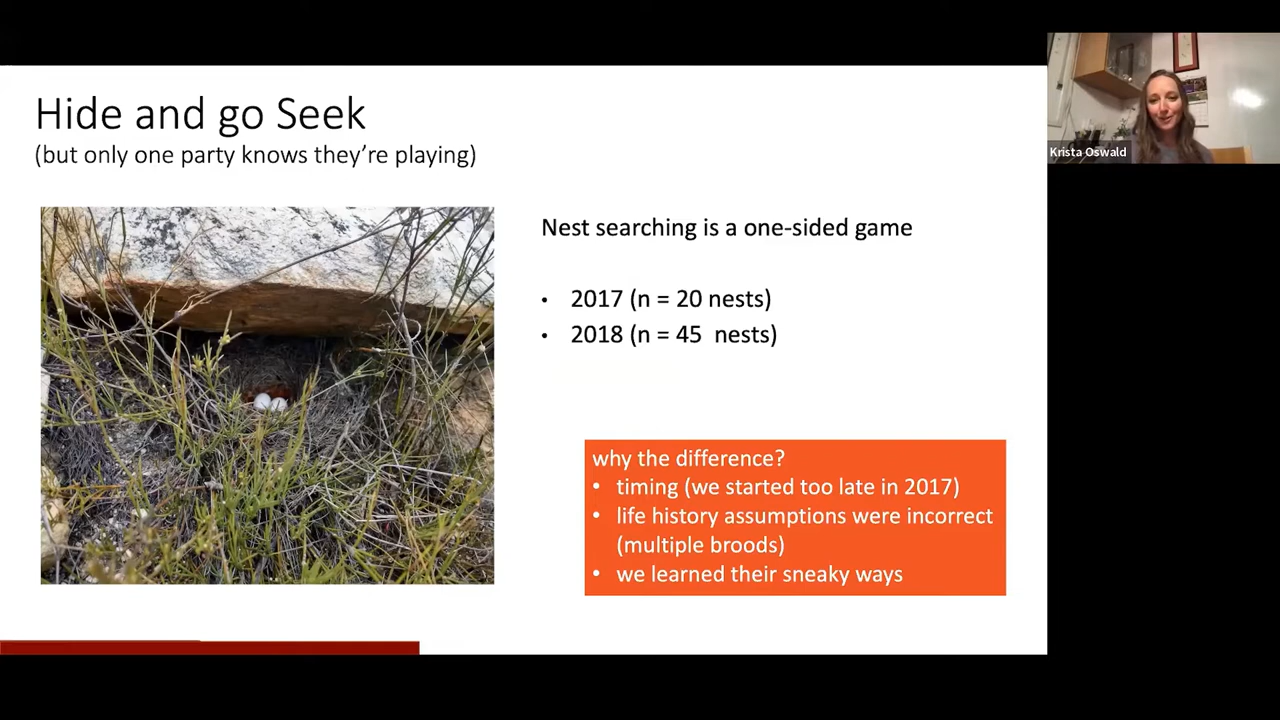 Hide and go Seek
(but only one party knows they're playing)
Krista Oswald
Nest searching is a one-sided game
• 2017 (n = 20 nests)
• 2018 (n = 45  nests)
why the difference?
• timing (we started too late in 2017)
• life history assumptions were incorrect
(multiple broods)
• we learned their sneaky ways